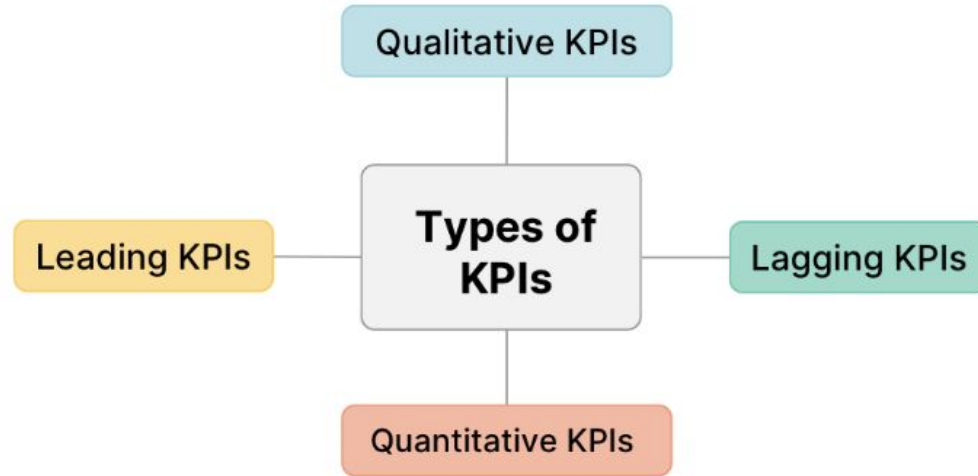 Qualitative KPIs
Leading KPIs
Types of
KPIs
Lagging KPIs
Quantitative KPIs